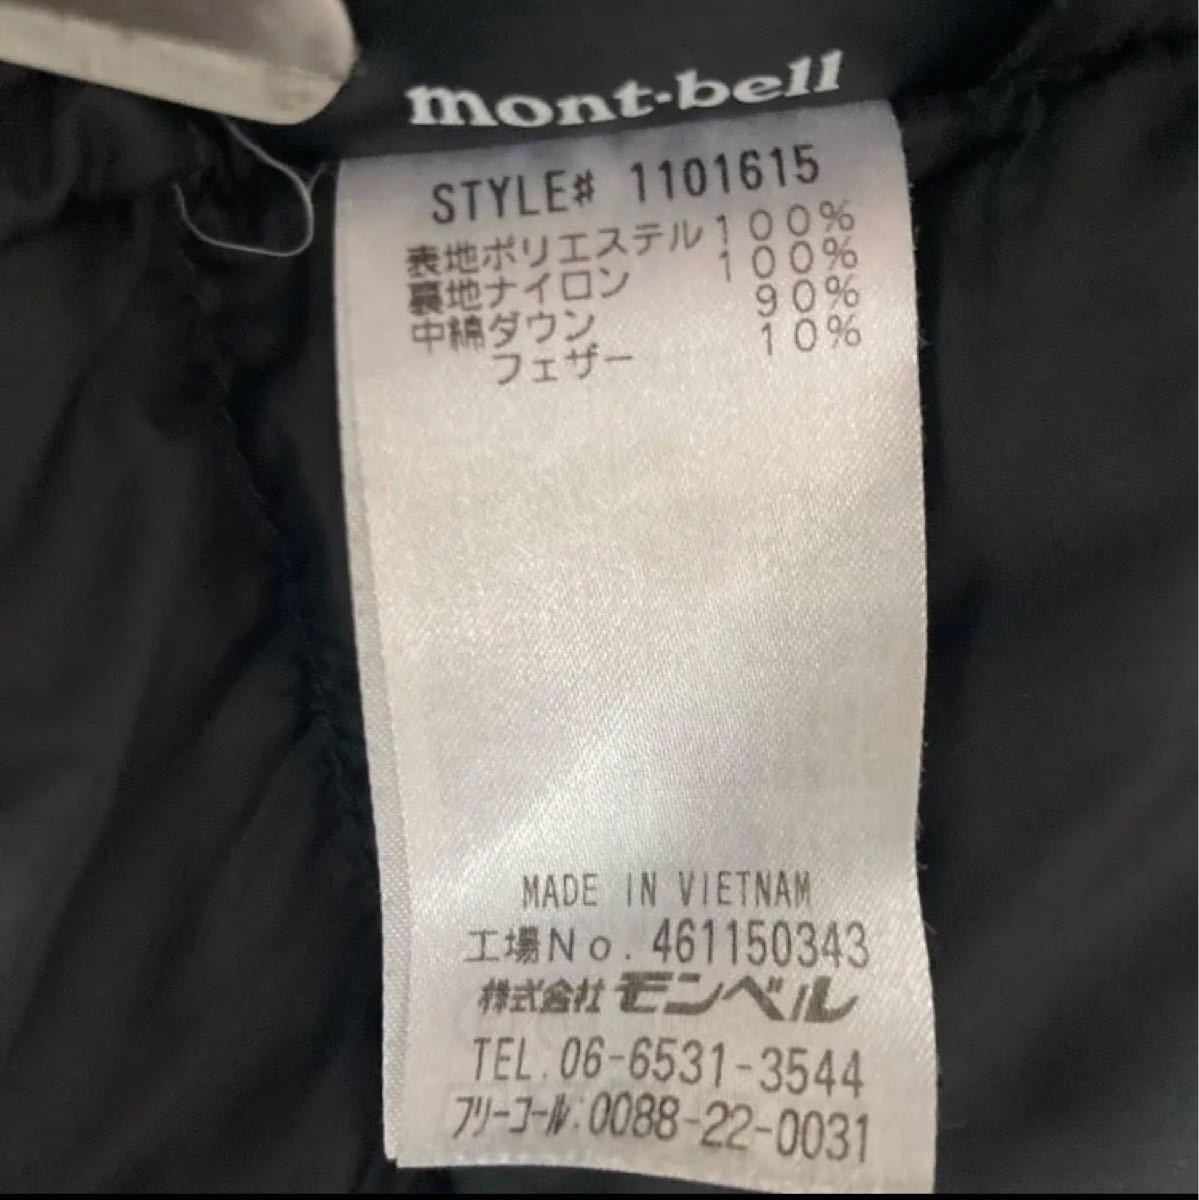 mont-bell
STYLE# 1101615
表地ポリエステル100%
裏地ナイロン 100%
中綿ダウン 90%
フェザー 10%
MADE IN VIETNAM
工場No. 461150343
株式会社モンベル
TEL.06-6531-3544
フリーコール:0088-22-0031